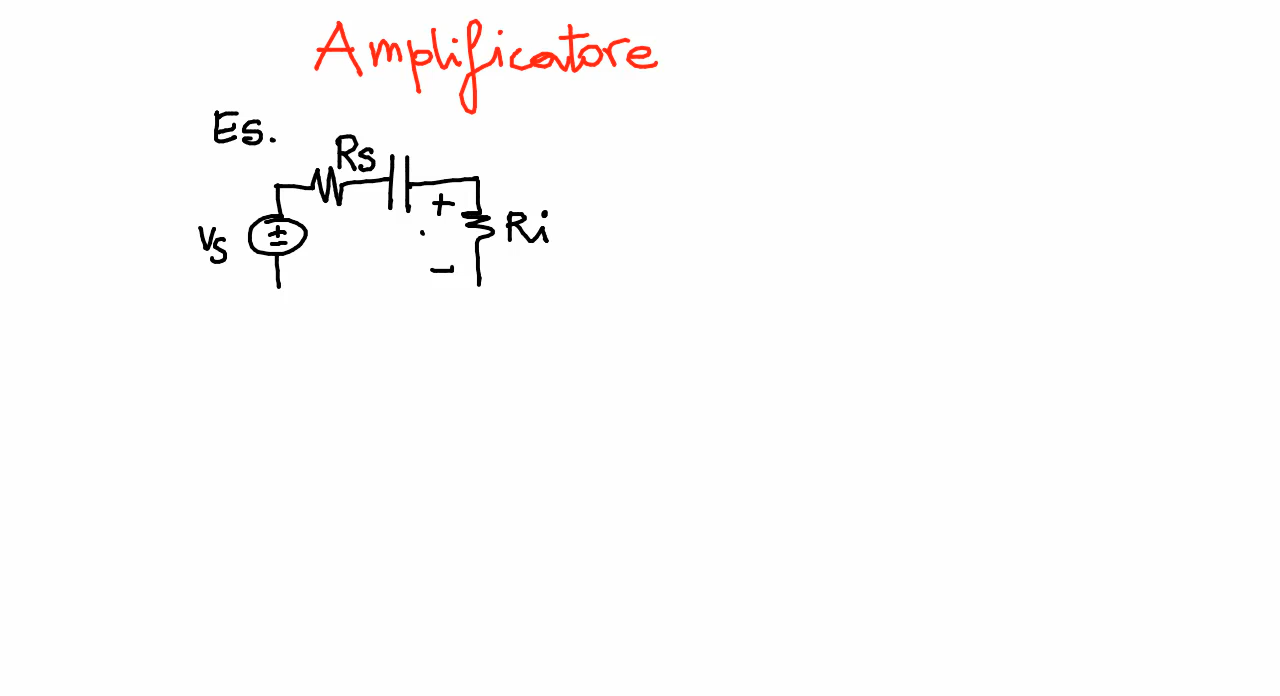 Amplificatore
Es.
Rs
+
Vs
±
Ri
-